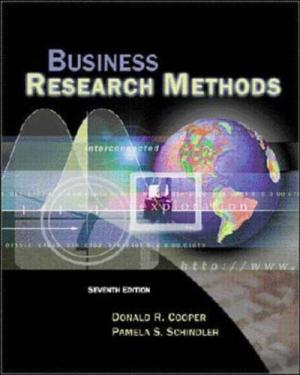 BUSINESS
RESEARCH METHODS
interconnected
exploration
http://www.
SEVENTH EDITION
DONALD R. COOPER
PAMELA S. SCHINDLER